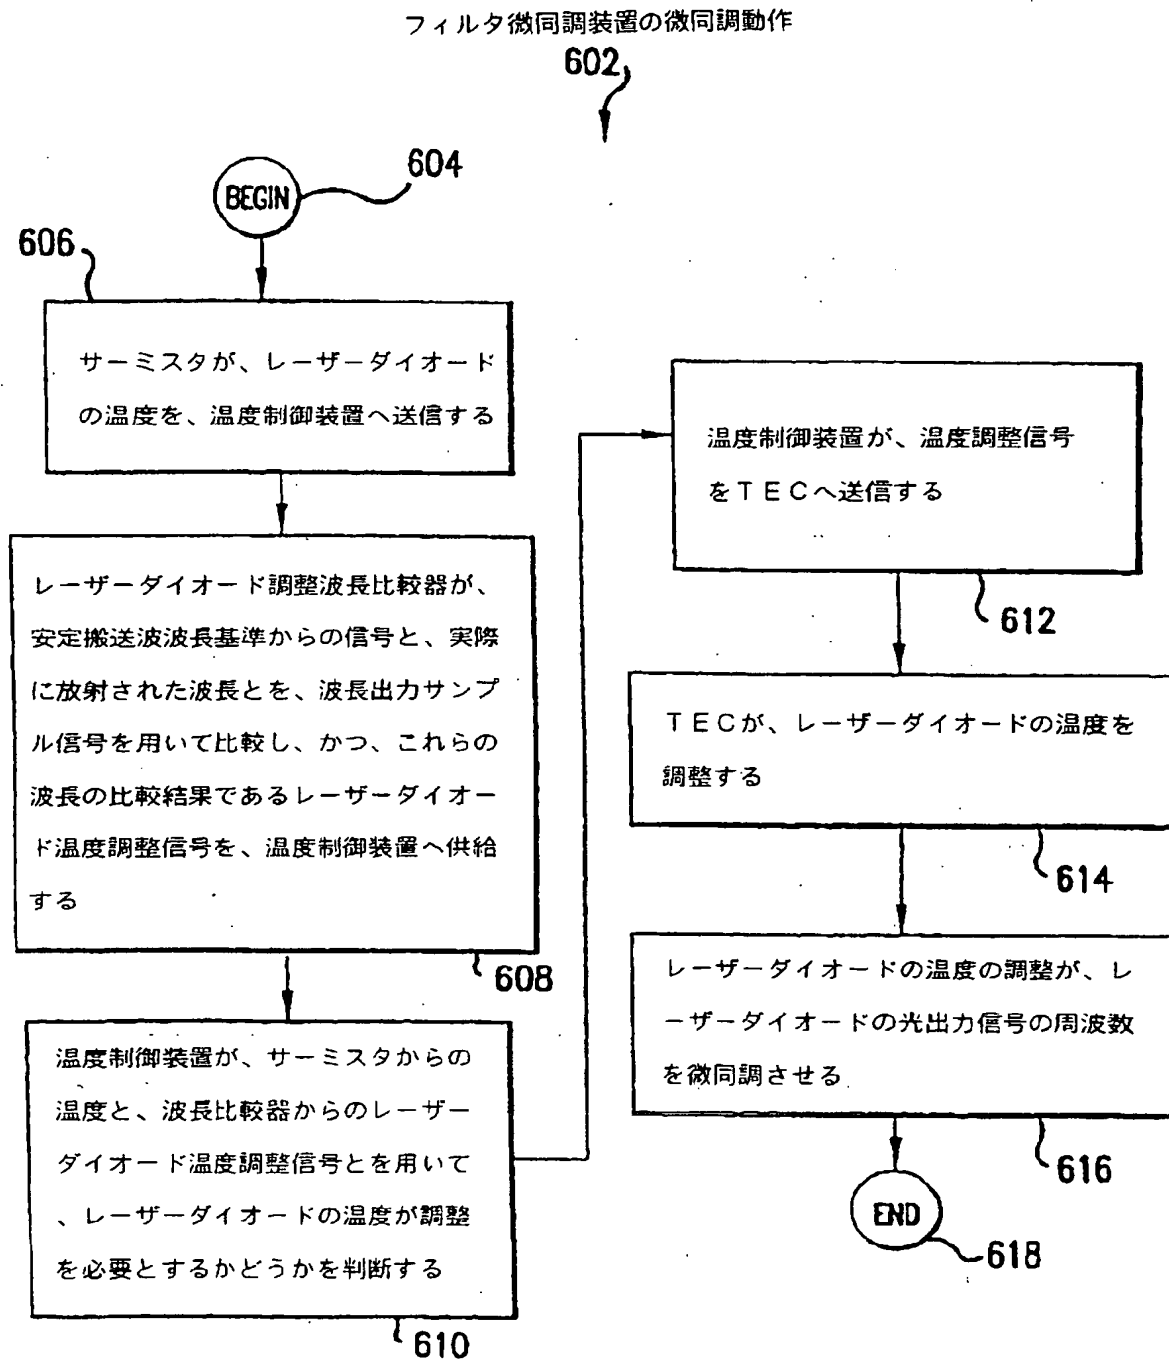 フィルタ微同調装置の微同調動作
602
604
BEGIN
606
サーミスタが、レーザーダイオード
の温度を、温度制御装置へ送信する
レーザーダイオード調整波長比較器が、
安定搬送波波長基準からの信号と、実際
に放射された波長とを、波長出力サンプ
ル信号を用いて比較し、かつ、これらの
波長の比較結果であるレーザーダイオー
ド温度調整信号を、温度制御装置へ供給
する
608
温度制御装置が、サーミスタからの
温度と、波長比較器からのレーザー
ダイオード温度調整信号とを用いて
、レーザーダイオードの温度が調整
を必要とするかどうかを判断する
610
温度制御装置が、温度調整信号
をTECへ送信する
612
TECが、レーザーダイオードの温度を
調整する
614
レーザーダイオードの温度の調整が、レ
ーザーダイオードの光出力信号の周波数
を微同調させる
616
END
618